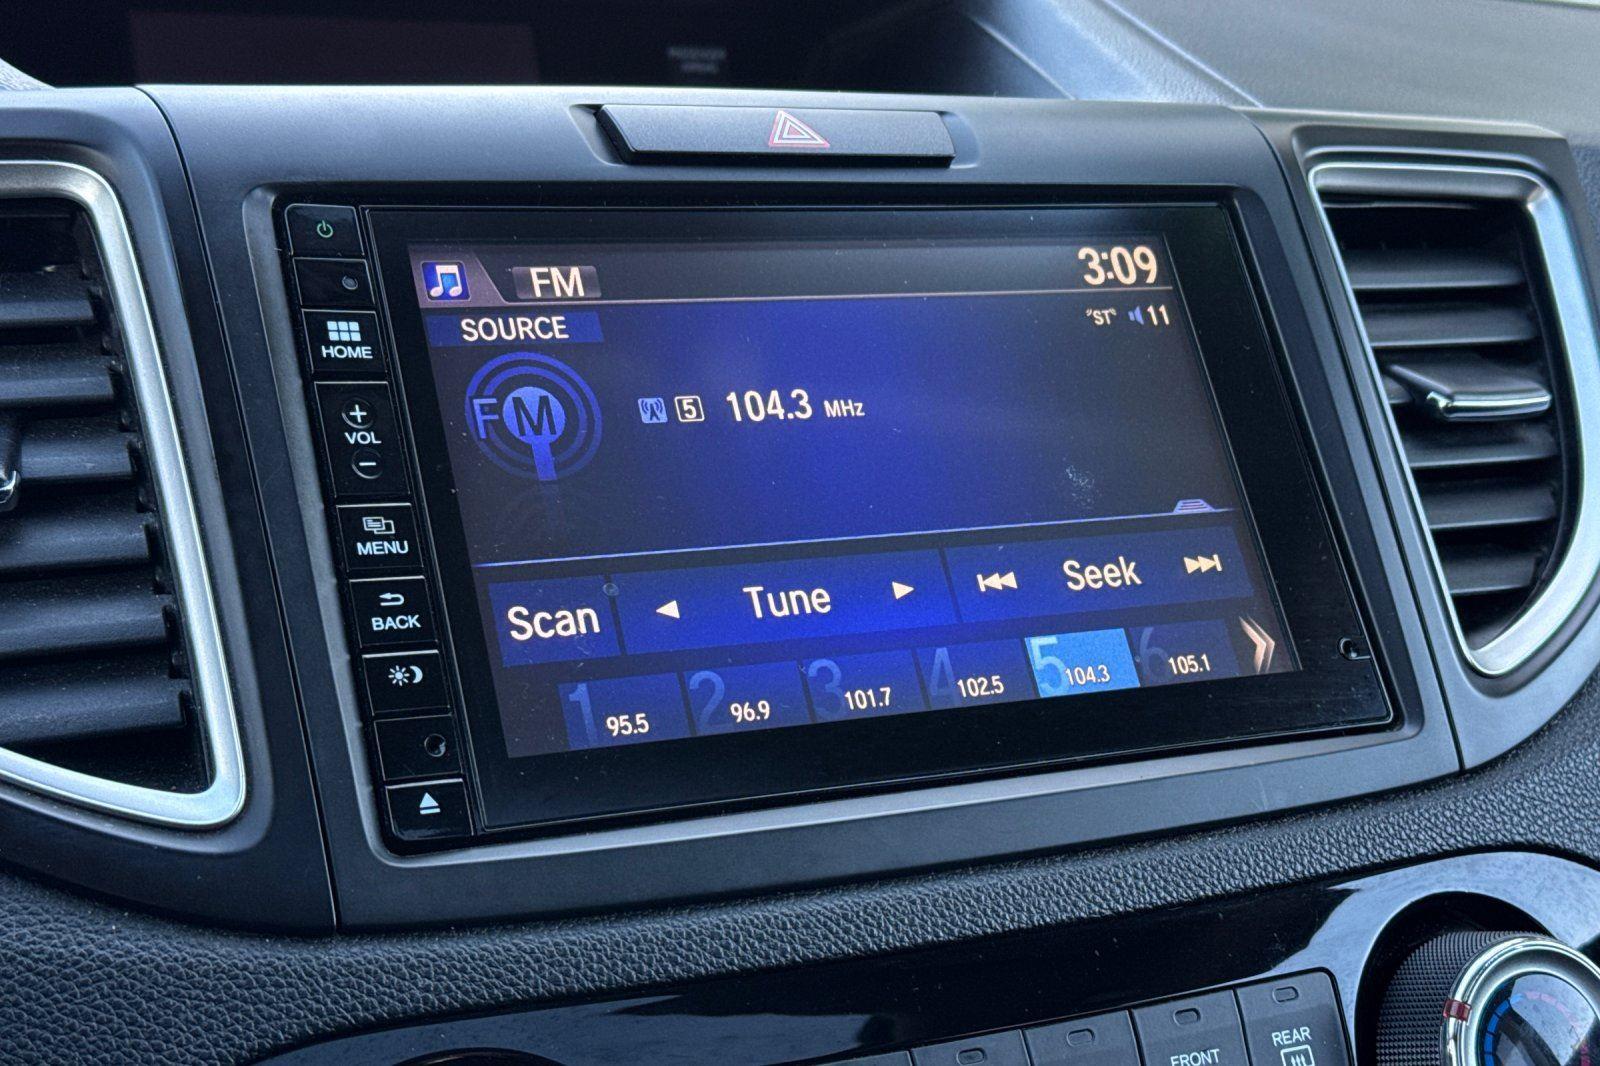 FM
3:09
SOURCE
"ST"
11
HOME
FM
5
104.3 MHz
+
VOL
-
MENU
Scan
Tune
Seek
BACK
1 95.5
2 96.9
3 101.7
4 102.5
5 104.3
6 105.1
FRONT
REAR